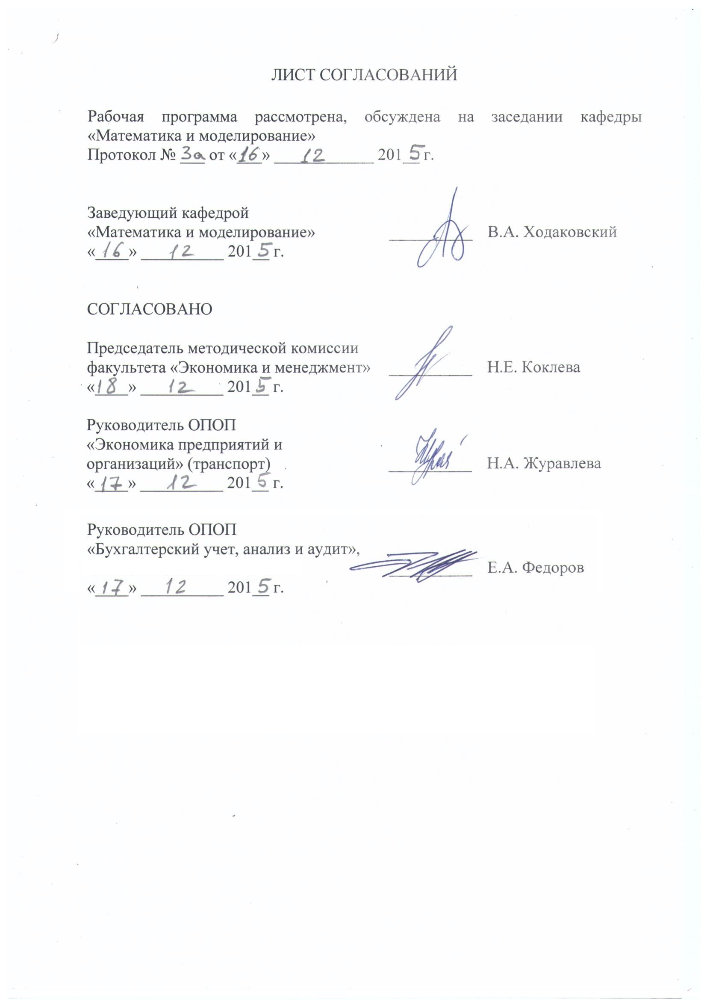 ЛИСТ СОГЛАСОВАНИЙ
Рабочая программа рассмотрена, обсуждена на заседании кафедры
«Математика и моделирование»
Протокол № 3а от «16» 12 2015 г.
Заведующий кафедрой
«Математика и моделирование» В.А. Ходаковский
«16» 12 2015 г.
СОГЛАСОВАНО
Председатель методической комиссии
факультета «Экономика и менеджмент» Н.Е. Коклева
«18» 12 2015 г.
Руководитель ОПОП
«Экономика предприятий и
организаций» (транспорт) Н.А. Журавлева
«17» 12 2015 г.
Руководитель ОПОП
«Бухгалтерский учет, анализ и аудит»,
Е.А. Федоров
«17» 12 2015 г.